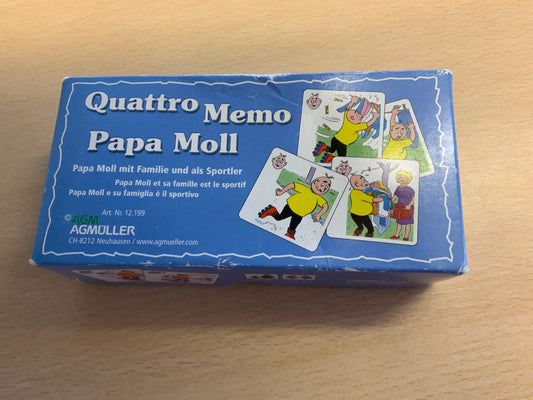 Quattro Memo
Papa Moll
Papa Moll mit Familie und als Sportler
Papa Moll et sa famille est le sportif
Papa Moll e su famiglia é il sportivo
Art. Nr. 12.199
©AGM
AGMÜLLER
CH-8212 Neuhausen / www.agmueller.com